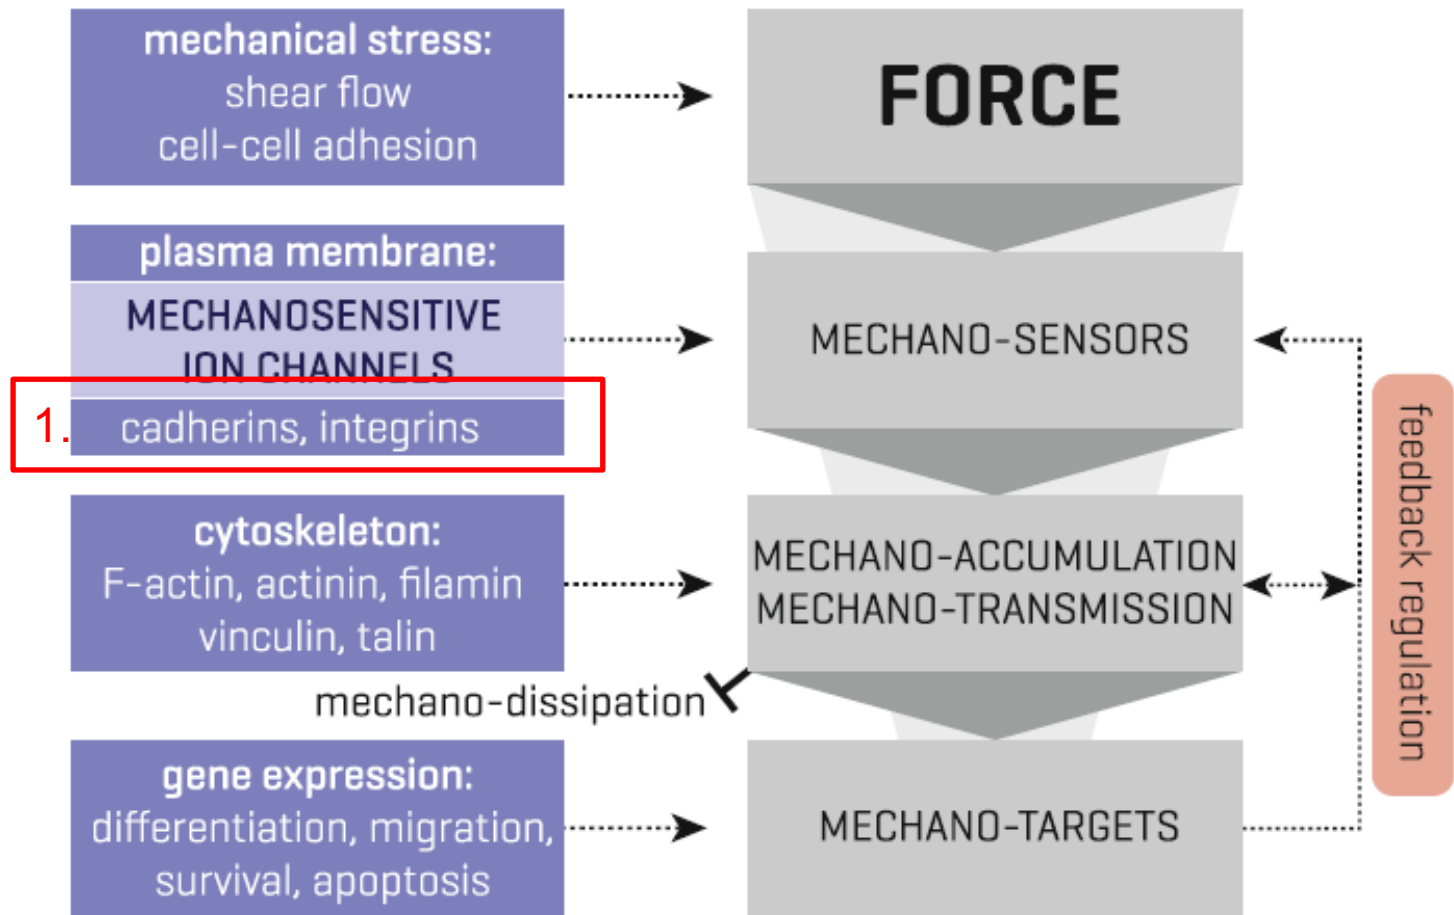 mechanical stress:
shear flow
cell-cell adhesion
FORCE
plasma membrane:
MECHANOSENSITIVE
ION CHANNELS
1.
cadherins, integrins
MECHANO-SENSORS
cytoskeleton:
F-actin, actinin, filamin
vinculin, talin
MECHANO-ACCUMULATION
MECHANO-TRANSMISSION
mechano-dissipation
gene expression:
differentiation, migration,
survival, apoptosis
MECHANO-TARGETS
feedback regulation